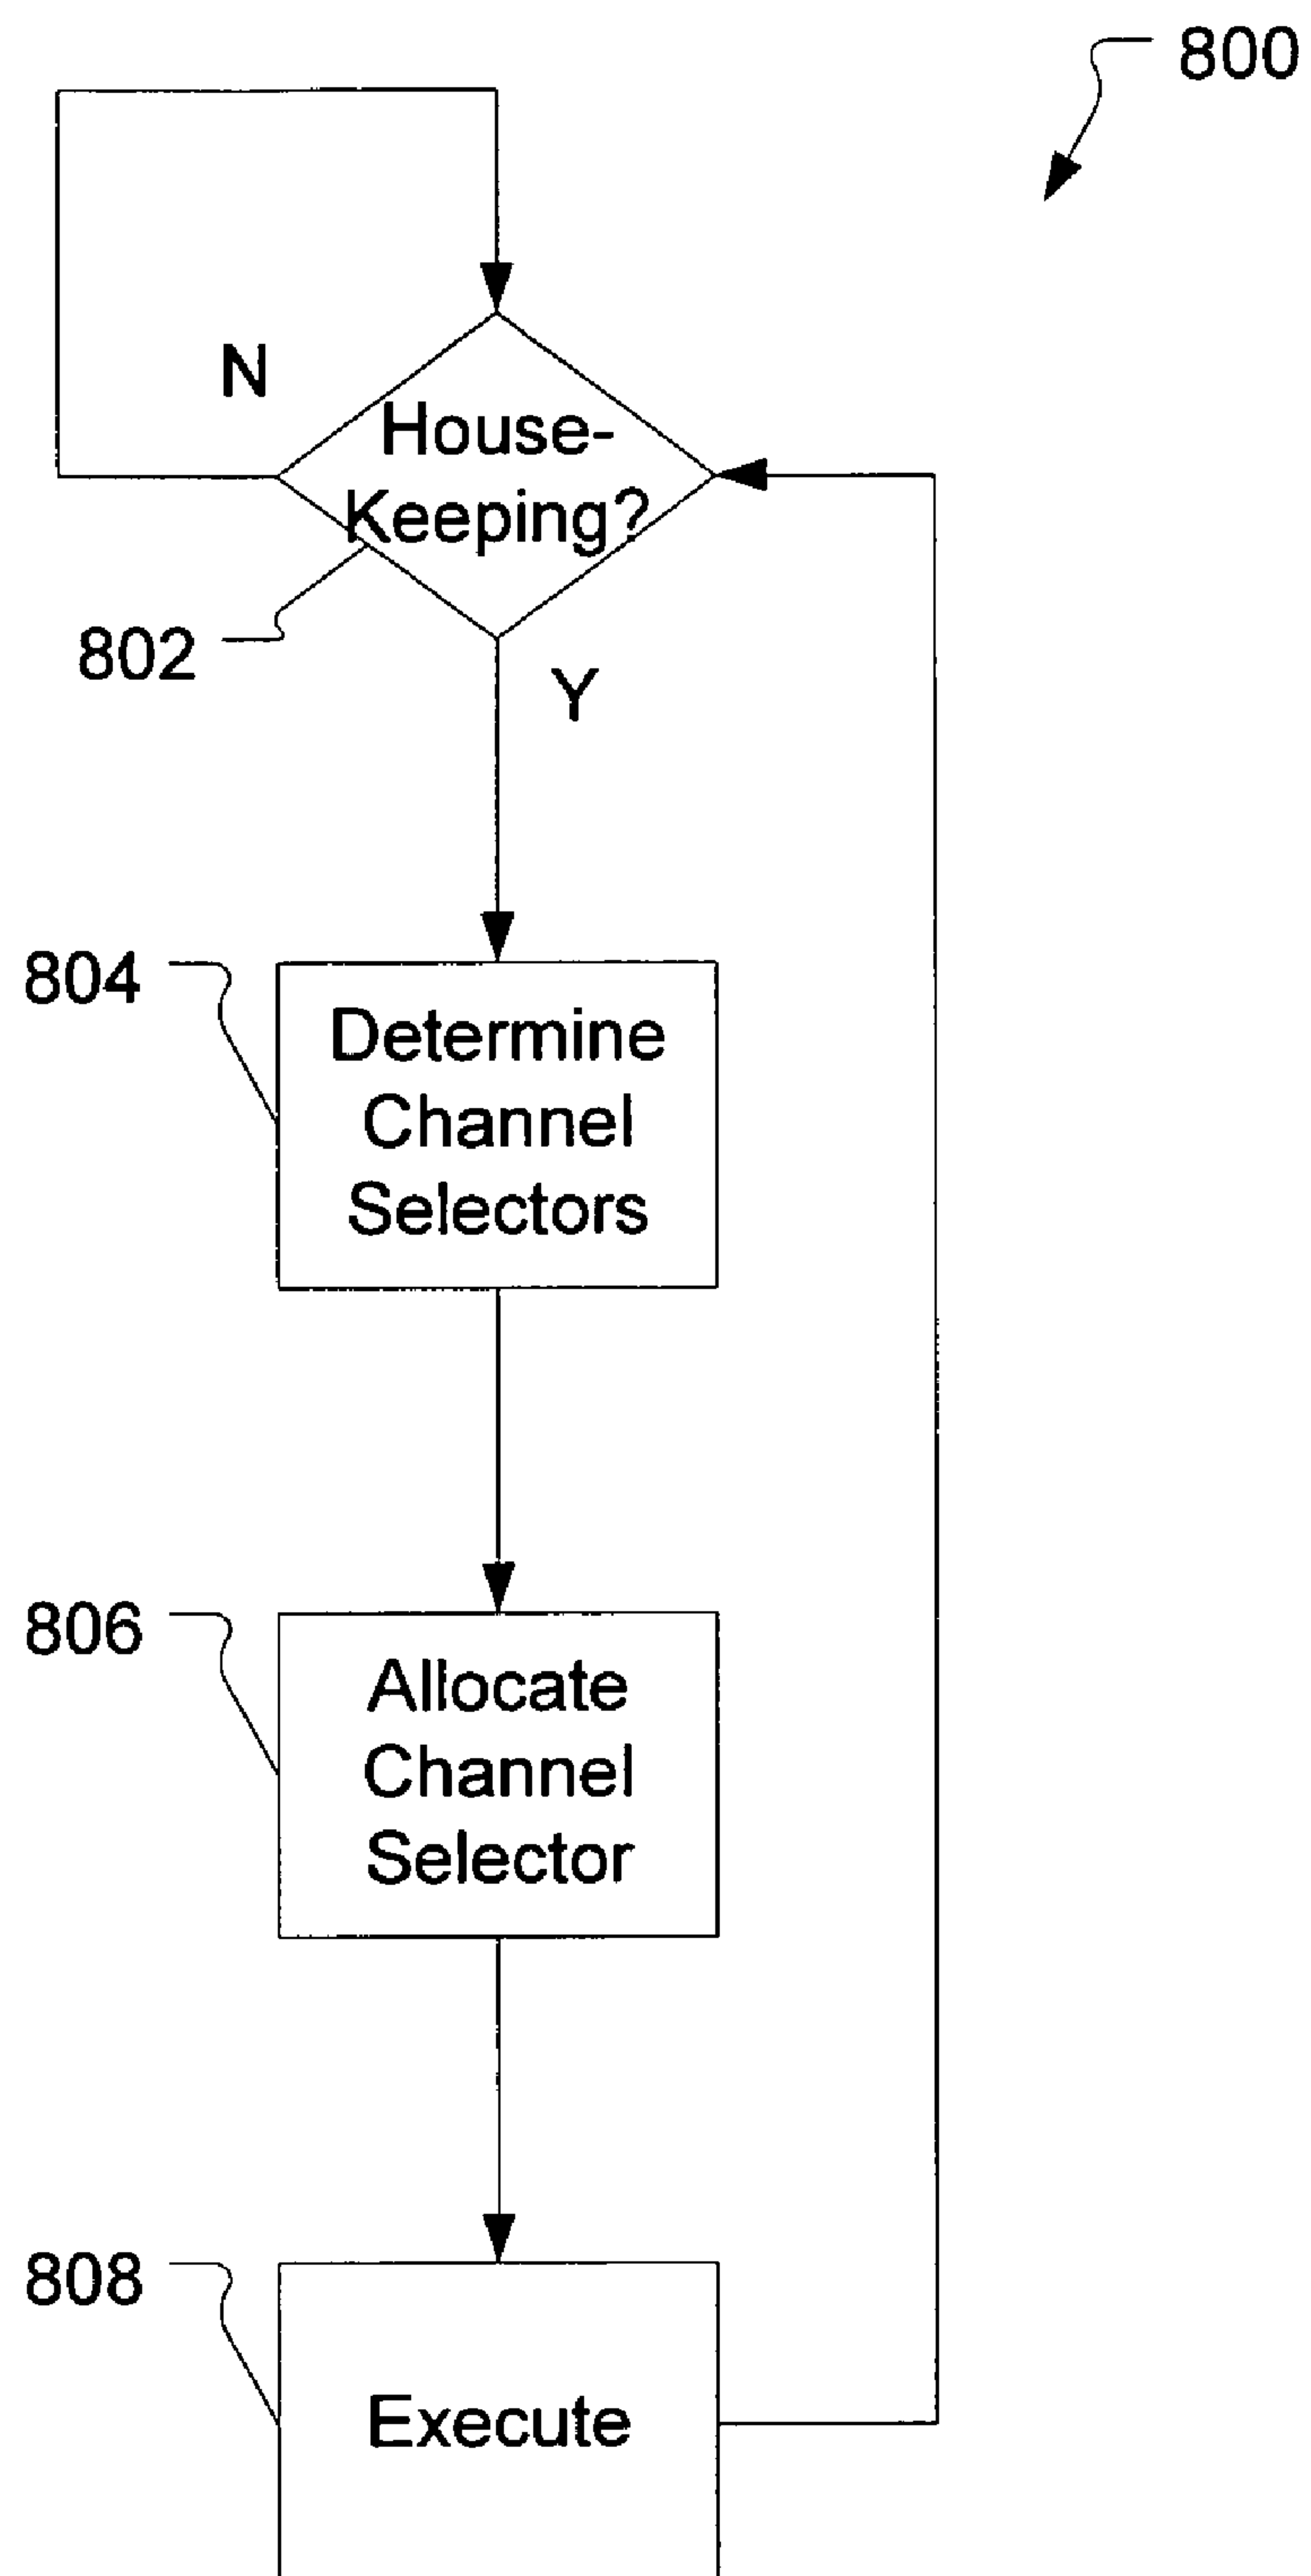 800
N
House-
Keeping?
802
Y
804
Determine
Channel
Selectors
806
Allocate
Channel
Selector
808
Execute